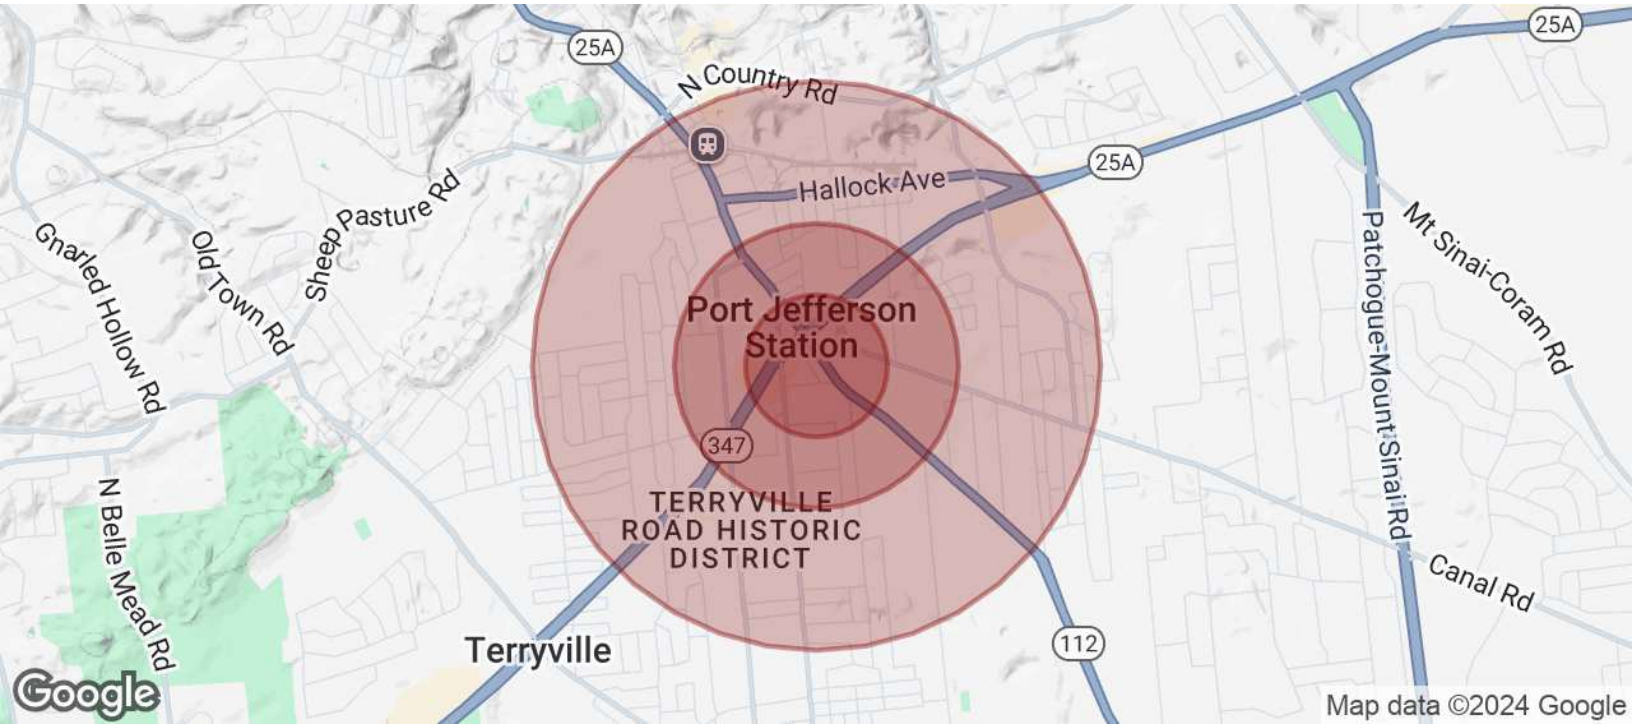 25A
25A
N Country Rd
25A
Hallock Ave
Sheep Pasture Rd
Gnarled Hollow Rd
Old Town Rd
Patchogue-Mount Sinai Rd
Mt Sinai-Coram Rd
Port Jefferson
Station
347
TERRYVILLE
ROAD HISTORIC
DISTRICT
N Belle Mead Rd
Canal Rd
Terryville
112
Google
Map data ©2024 Google